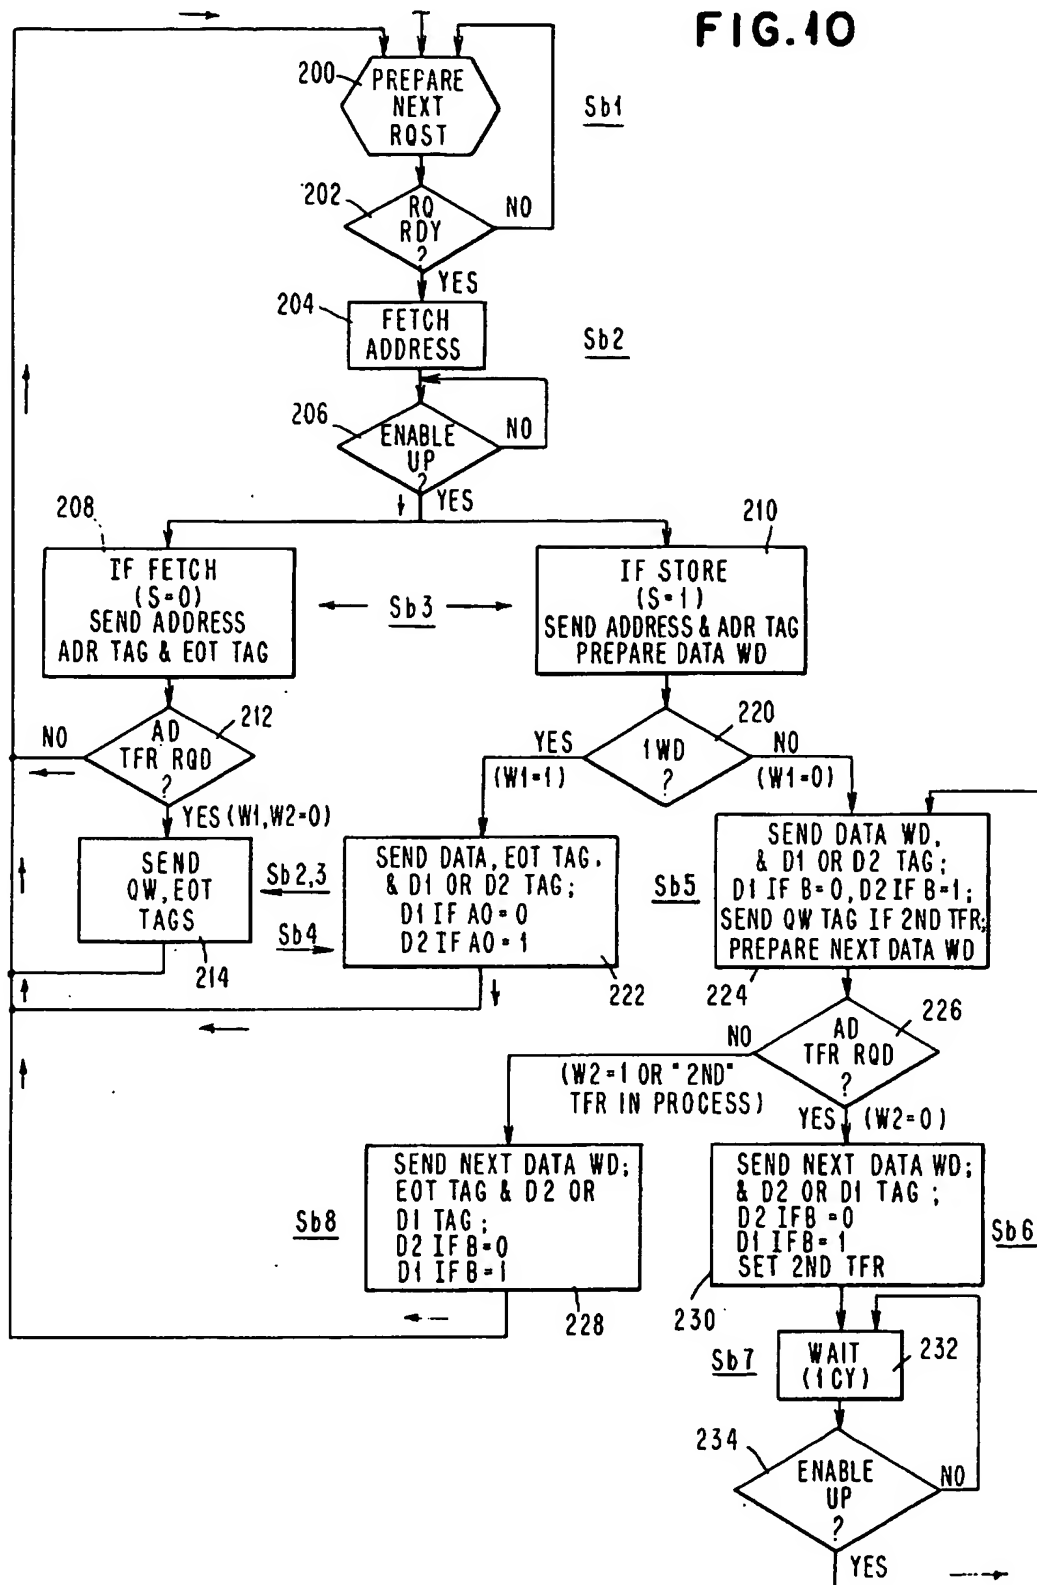 FIG.10
200
PREPARE
NEXT
RQST
Sb1
202
RQ
RDY
?
NO
YES
204
FETCH
ADDRESS
Sb2
206
ENABLE
UP
?
NO
YES
208
IF FETCH
(S=0)
SEND ADDRESS
ADR TAG & EOT TAG
Sb3
210
IF STORE
(S=1)
SEND ADDRESS & ADR TAG
PREPARE DATA WD
212
AD
TFR RQD
?
NO
YES (W1,W2=0)
220
1WD
?
YES
(W1=1)
NO
(W1=0)
SEND
QW, EOT
TAGS
214
Sb2,3
Sb4
SEND DATA, EOT TAG,
& D1 OR D2 TAG;
D1 IF A0=0
D2 IF A0=1
222
Sb5
SEND DATA WD,
& D1 OR D2 TAG;
D1 IF B=0, D2 IF B=1;
SEND QW TAG IF 2ND TFR;
PREPARE NEXT DATA WD
224
226
AD
TFR RQD
?
NO
(W2=1 OR "2ND"
TFR IN PROCESS)
YES (W2=0)
Sb8
SEND NEXT DATA WD;
EOT TAG & D2 OR
D1 TAG;
D2 IF B=0
D1 IF B=1
228
SEND NEXT DATA WD;
& D2 OR D1 TAG;
D2 IF B=0
D1 IF B=1
SET 2ND TFR
230
Sb6
Sb7
WAIT
(1CY)
232
234
ENABLE
UP
?
NO
YES